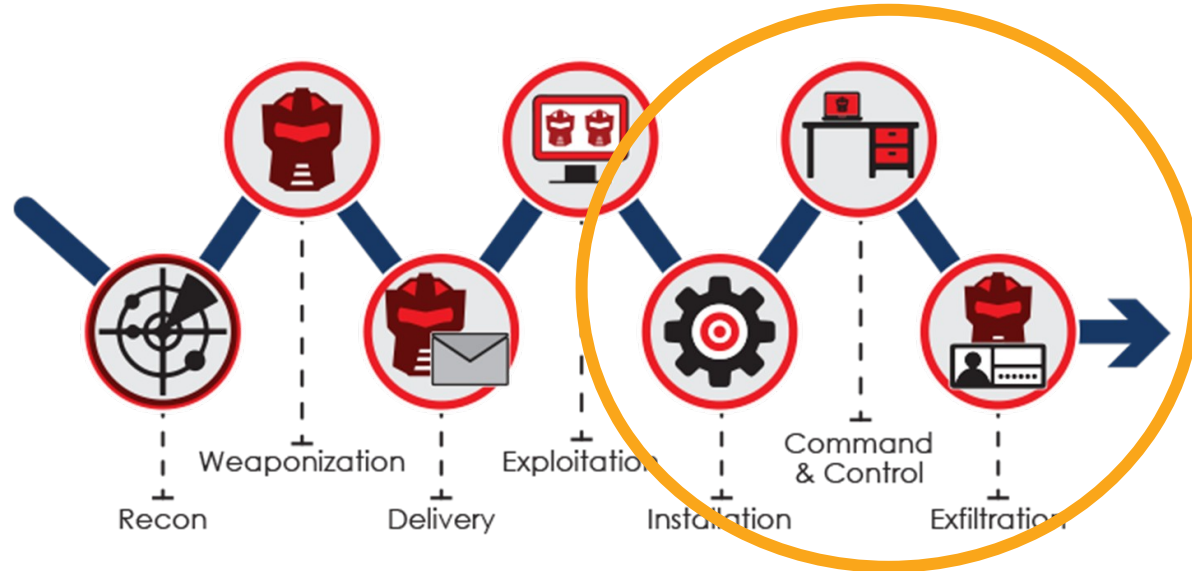 Weaponization
Exploitation
Command
& Control
Recon
Delivery
Installation
Exfiltration